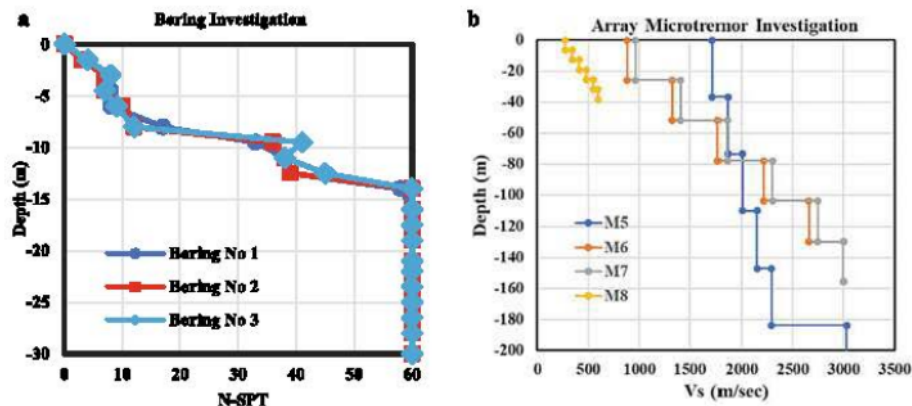 a
Boring Investigation
0
-5
-10
-15
-20
-25
-30
Depth (m)
Boring No 1
Boring No 2
Boring No 3
0 10 20 30 40 50 60
N-SPT
b
Array Microtremor Investigation
0
-20
-40
-60
-80
-100
-120
-140
-160
-180
-200
Depth (m)
M5
M6
M7
M8
0 500 1000 1500 2000 2500 3000 3500
Vs (m/sec)